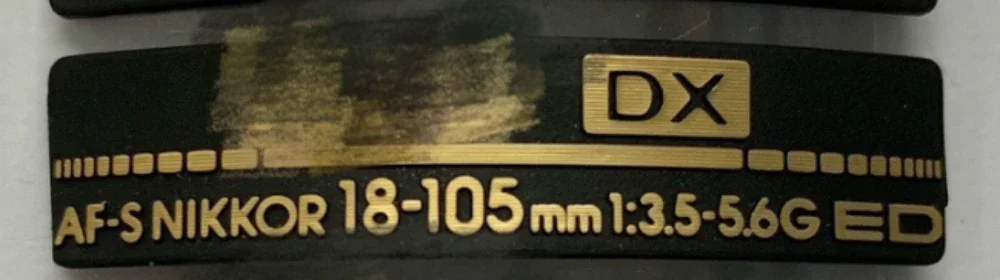 DX
AF-S NIKKOR 18-105mm 1:3.5-5.6G ED